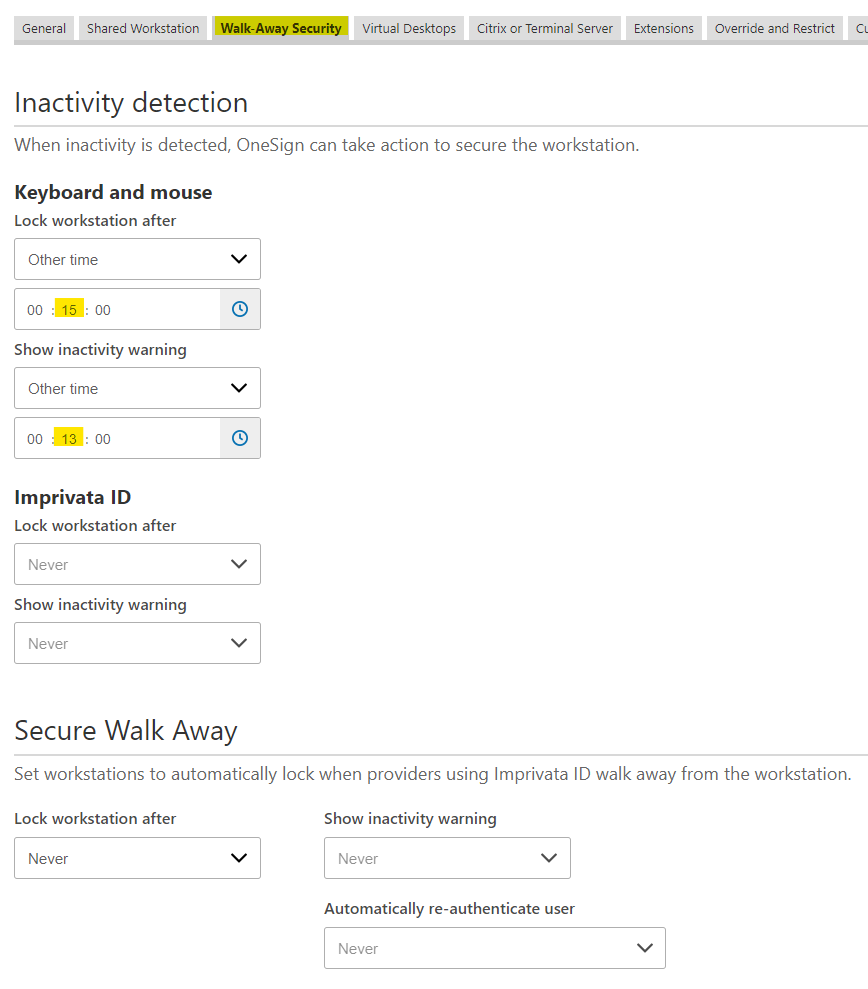 General Shared Workstation Walk-Away Security Virtual Desktops Citrix or Terminal Server Extensions Override and Restrict Cu
Inactivity detection
When inactivity is detected, OneSign can take action to secure the workstation.
Keyboard and mouse
Lock workstation after
Other time
00 : 15 : 00
Show inactivity warning
Other time
00 : 13 : 00
Imprivata ID
Lock workstation after
Never
Show inactivity warning
Never
Secure Walk Away
Set workstations to automatically lock when providers using Imprivata ID walk away from the workstation.
Lock workstation after Show inactivity warning
Never Never
Automatically re-authenticate user
Never